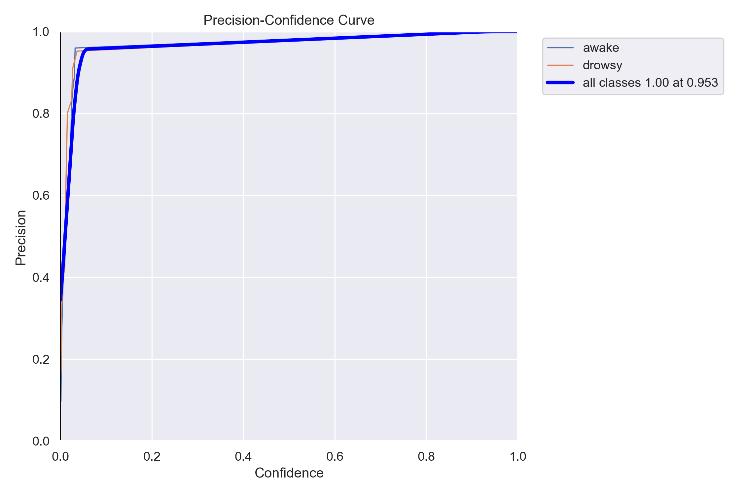 Precision-Confidence Curve
1.0
0.8
0.6
0.4
0.2
0.0
Precision
0.0 0.2 0.4 0.6 0.8 1.0
Confidence
awake
drowsy
all classes 1.00 at 0.953